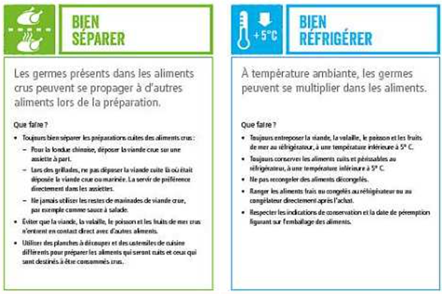 BIEN
SÉPARER
Les germes présents dans les aliments
crus peuvent se propager à d'autres
aliments lors de la préparation.
Que faire ?
• Toujours bien séparer les préparations cuites des aliments crus :
– Pour la fondue chinoise, déposer la viande crue sur une
assiette à part.
– Lors des grillades, ne pas déposer la viande cuite là où était
déposée la viande crue ou marinée. La servir de préférence
directement dans les assiettes.
– Ne jamais utiliser les restes de marinades de viande crue,
par exemple comme sauce à salade.
• Éviter que la viande, la volaille, le poisson et les fruits de mer crus
n'entrent en contact direct avec d'autres aliments.
• Utiliser des planches à découper et des ustensiles de cuisine
différents pour préparer les aliments qui seront cuits et ceux qui
sont destinés à être consommés crus.
+5°C
BIEN
RÉFRIGÉRER
À température ambiante, les germes
peuvent se multiplier dans les aliments.
Que faire ?
• Toujours entreposer la viande, la volaille, le poisson et les fruits
de mer au réfrigérateur, à une température inférieure à 5° C.
• Toujours conserver les aliments cuits et périssables au
réfrigérateur, à une température inférieure à 5° C.
• Ne pas recongeler des aliments décongelés.
• Ranger les aliments frais ou congelés au réfrigérateur ou au
congélateur directement après l'achat.
• Respecter les indications de conservation et la date de péremption
figurant sur l'emballage des aliments.